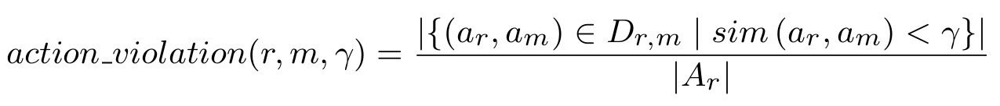 action_violation(r, m, γ) = |{(a_r, a_m) ∈ D_{r,m} | sim (a_r, a_m) < γ}| / |A_r|